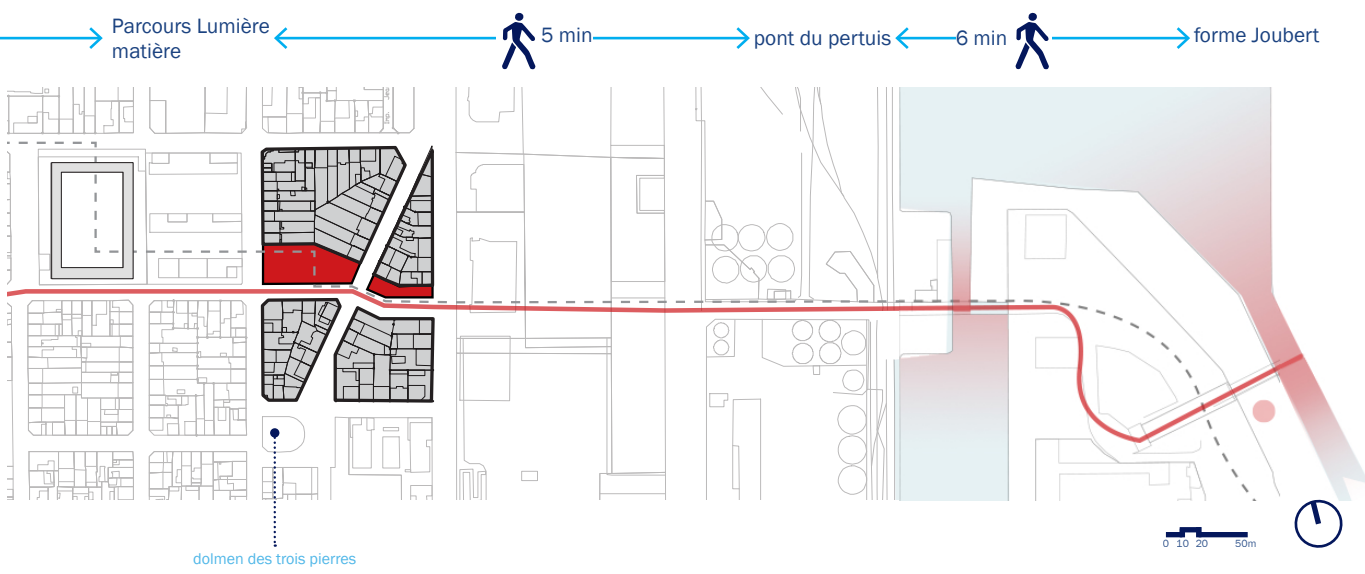 Parcours Lumière
matière
5 min
pont du pertuis
6 min
forme Joubert
dolmen des trois pierres
0 10 20 50m